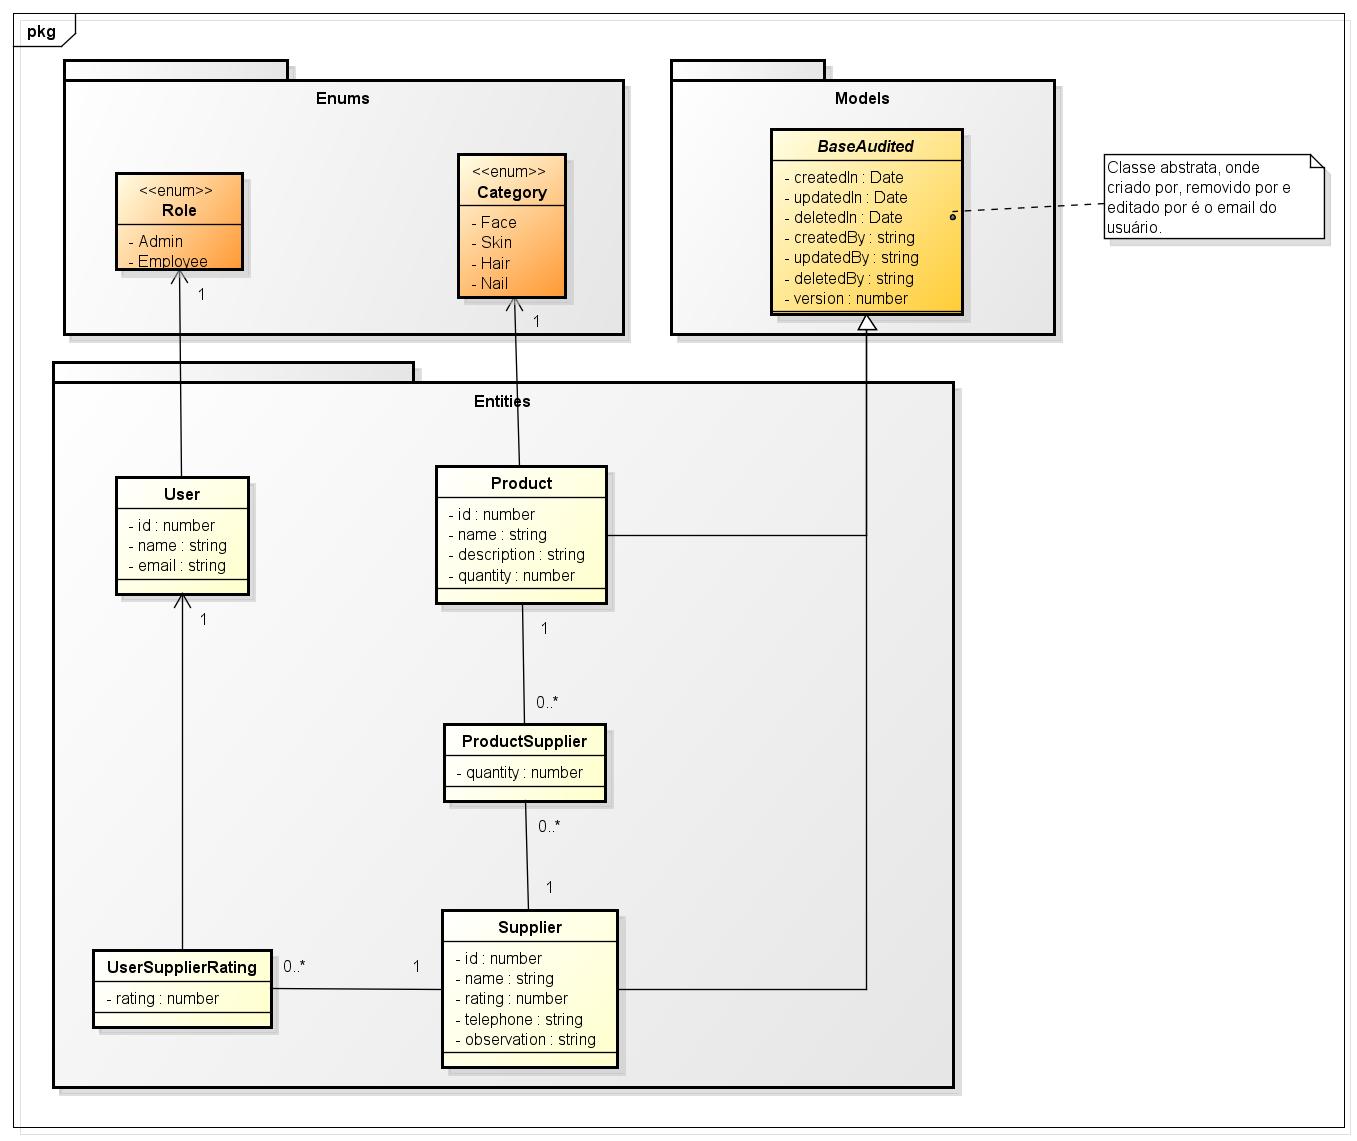 pkg
Enums
<<enum>>
Role
- Admin
- Employee
1
<<enum>>
Category
- Face
- Skin
- Hair
- Nail
1
Models
BaseAudited
- createdIn : Date
- updatedIn : Date
- deletedIn : Date
- createdBy : string
- updatedBy : string
- deletedBy : string
- version : number
Classe abstrata, onde
criado por, removido por e
editado por é o email do
usuário.
Entities
User
- id : number
- name : string
- email : string
1
Product
- id : number
- name : string
- description : string
- quantity : number
1
0..*
ProductSupplier
- quantity : number
0..*
1
UserSupplierRating
- rating : number
0..*
1
Supplier
- id : number
- name : string
- rating : number
- telephone : string
- observation : string